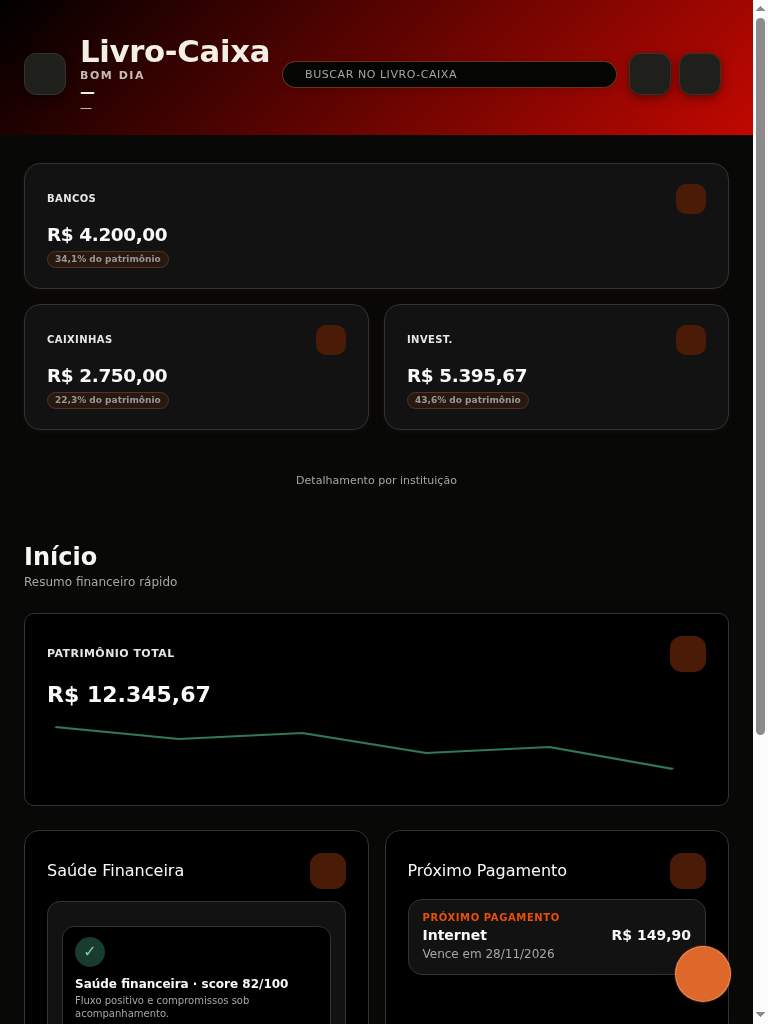 Livro-Caixa
BOM DIA
—
—
BUSCAR NO LIVRO-CAIXA
BANCOS
R$ 4.200,00
34,1% do patrimônio
CAIXINHAS
R$ 2.750,00
22,3% do patrimônio
INVEST.
R$ 5.395,67
43,6% do patrimônio
Detalhamento por instituição
Início
Resumo financeiro rápido
PATRIMÔNIO TOTAL
R$ 12.345,67
Saúde Financeira
✓
Saúde financeira · score 82/100
Fluxo positivo e compromissos sob
acompanhamento.
Próximo Pagamento
PRÓXIMO PAGAMENTO
Internet R$ 149,90
Vence em 28/11/2026